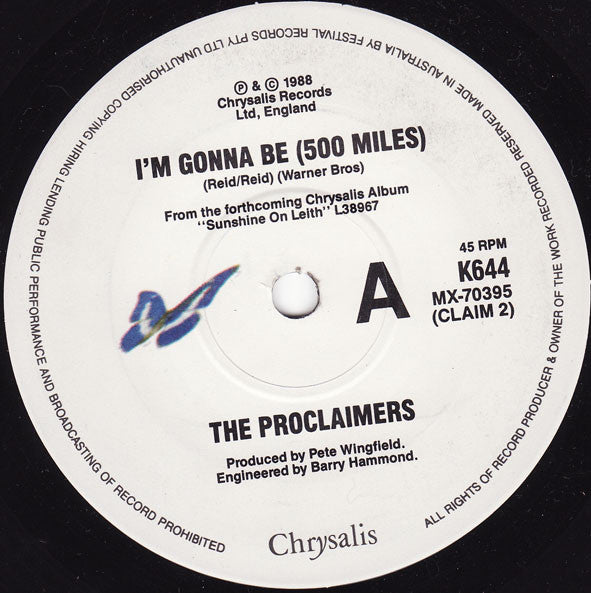 ALL RIGHTS OF RECORD PRODUCER & OWNER OF THE WORK RECORDED RESERVED MADE IN AUSTRALIA BY FESTIVAL RECORDS PTY LTD UNAUTHORISED COPYING HIRING LENDING PUBLIC PERFORMANCE AND BROADCASTING OF RECORD PROHIBITED
Ⓟ & © 1988
Chrysalis Records
Ltd, England
I'M GONNA BE (500 MILES)
(Reid/Reid) (Warner Bros)
From the forthcoming Chrysalis Album
"Sunshine On Leith" L38967
45 RPM
A
K644
MX-70395
(CLAIM 2)
THE PROCLAIMERS
Produced by Pete Wingfield.
Engineered by Barry Hammond.
Chrysalis